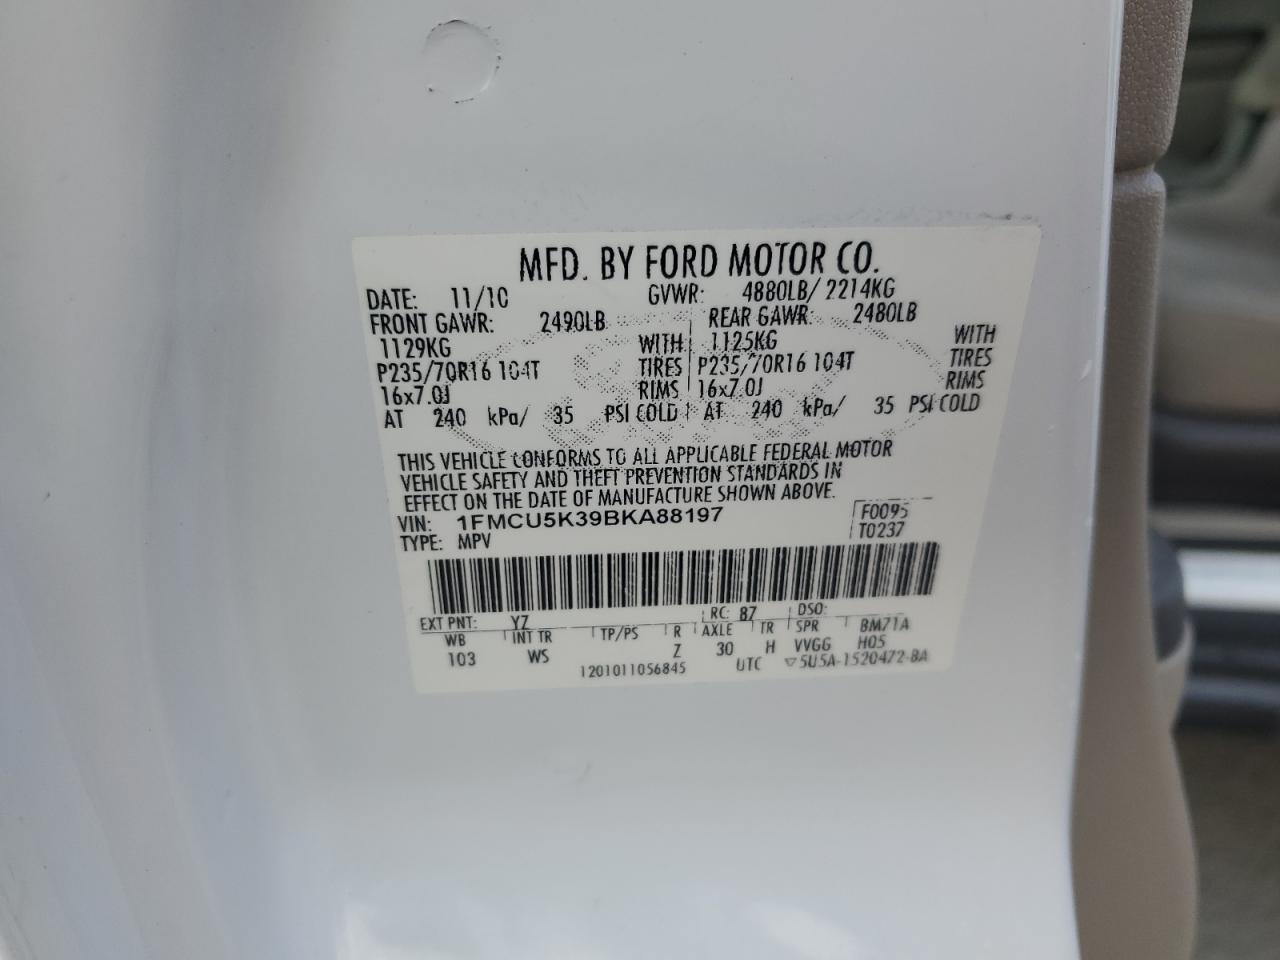 MFD. BY FORD MOTOR CO.
DATE: 11/10 GVWR: 4880LB/ 2214KG
FRONT GAWR: 2490LB REAR GAWR: 2480LB
1129KG WITH 1125KG WITH
P235/70R16 104T TIRES P235/70R16 104T TIRES
16x7.0J RIMS 16x7.0J RIMS
AT 240 kPa/ 35 PSI COLD AT 240 kPa/ 35 PSI COLD
THIS VEHICLE CONFORMS TO ALL APPLICABLE FEDERAL MOTOR
VEHICLE SAFETY AND THEFT PREVENTION STANDARDS IN
EFFECT ON THE DATE OF MANUFACTURE SHOWN ABOVE.
VIN: 1FMCU5K39BKA88197 F0095
TYPE: MPV T0237
EXT PNT: YZ RC: 87 DSO:
WB INT TR TP/PS R AXLE TR SPR BM71A
103 WS Z 30 H VVGG HQ5
1201011056845 UTC ▽5U5A-1520472-BA